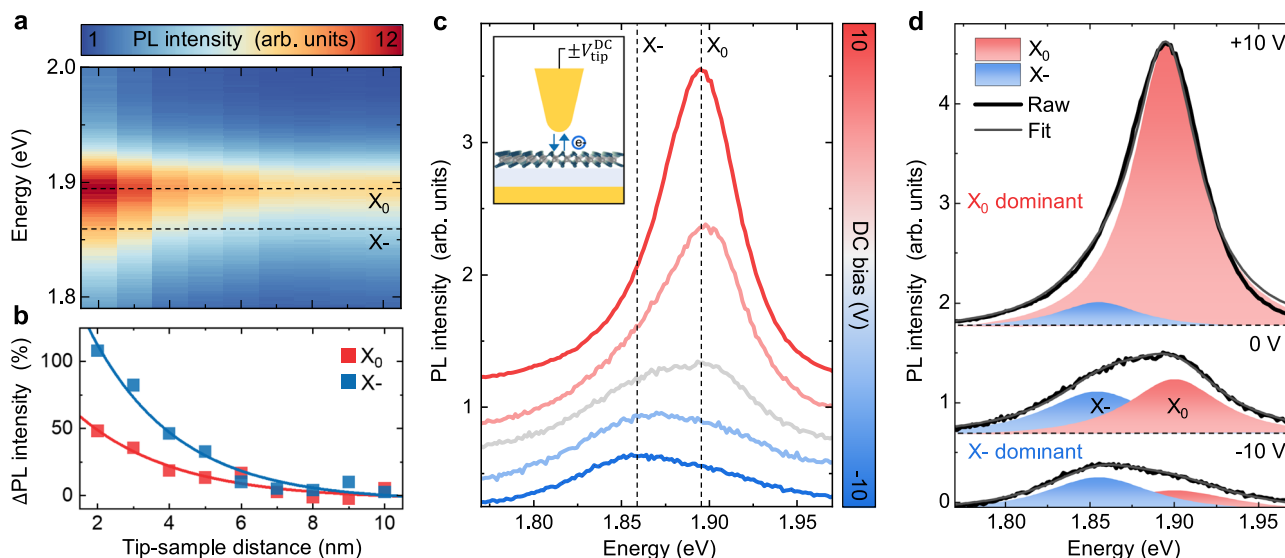 a
1 PL intensity (arb. units) 12
2.0
1.9
1.8
Energy (eV)
X0
X-
b
100
50
0
ΔPL intensity (%)
X0
X-
2 4 6 8 10
Tip-sample distance (nm)
c
±V tip DC
e-
X- X0
3
2
1
PL intensity (arb. units)
1.80 1.85 1.90 1.95
Energy (eV)
10
DC bias (V)
-10
d
X0
X-
Raw
Fit
+10 V
X0 dominant
0 V
X- X0
X- dominant
-10 V
4
3
2
1
0
PL intensity (arb. units)
1.80 1.85 1.90 1.95
Energy (eV)